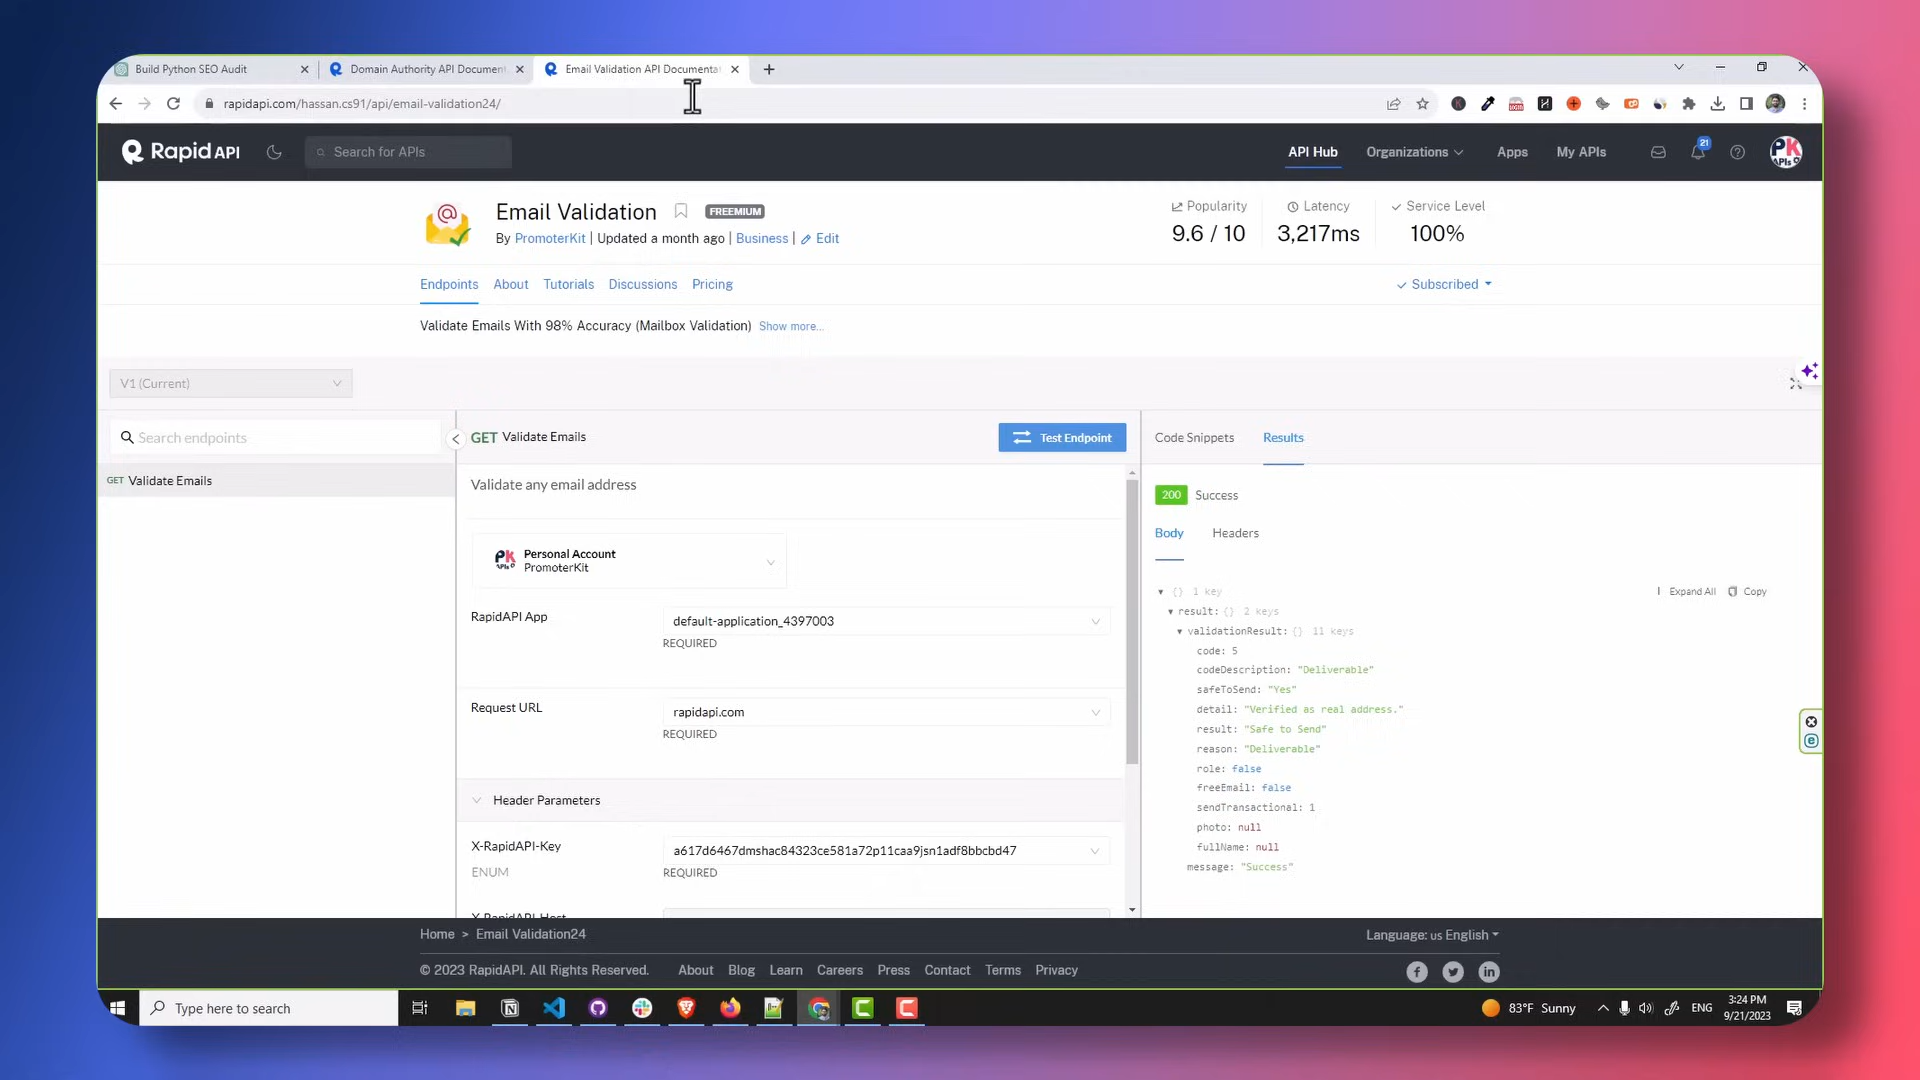 Build Python SEO Audit
Domain Authority API Documen
Email Validation API Documenta
rapidapi.com/hassan.cs91/api/email-validation24/
Rapid API
Search for APIs
API Hub
Organizations
Apps
My APIs
21
PK
APIs
Email Validation
FREEMIUM
By PromoterKit | Updated a month ago | Business | Edit
Popularity
9.6 / 10
Latency
3,217ms
Service Level
100%
Endpoints
About
Tutorials
Discussions
Pricing
Subscribed
Validate Emails With 98% Accuracy (Mailbox Validation) Show more...
V1 (Current)
Search endpoints
GET Validate Emails
GET Validate Emails
Test Endpoint
Code Snippets
Results
Validate any email address
PK
APIs
Personal Account
PromoterKit
RapidAPI App
default-application_4397003
REQUIRED
Request URL
rapidapi.com
REQUIRED
Header Parameters
X-RapidAPI-Key
ENUM
a617d6467dmshac84323ce581a72p11caa9jsn1adf8bbcbd47
REQUIRED
X-RapidAPI-Host
200 Success
Body
Headers
{} 1 key
Expand All
Copy
result: {} 2 keys
validationResult: {} 11 keys
code: 5
codeDescription: "Deliverable"
safeToSend: "Yes"
detail: "Verified as real address."
result: "Safe to Send"
reason: "Deliverable"
role: false
freeEmail: false
sendTransactional: 1
photo: null
fullName: null
message: "Success"
Home > Email Validation24
Language: us English
© 2023 RapidAPI. All Rights Reserved.
About
Blog
Learn
Careers
Press
Contact
Terms
Privacy
Type here to search
83°F Sunny
ENG
3:24 PM
9/21/2023